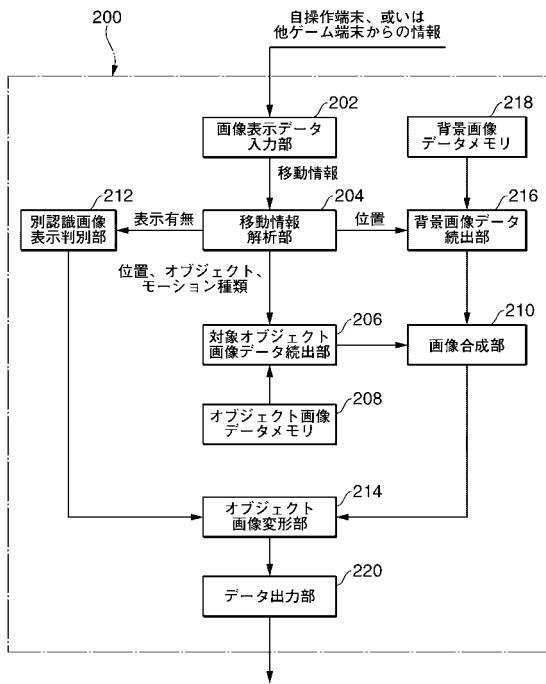 自操作端末、或いは
他ゲーム端末からの情報
200
202
画像表示データ
入力部
218
背景画像
データメモリ
移動情報
212
別認識画像
表示判別部
表示有無
204
移動情報
解析部
位置
216
背景画像データ
続出部
位置、オブジェクト、
モーション種類
206
対象オブジェクト
画像データ続出部
210
画像合成部
208
オブジェクト画像
データメモリ
214
オブジェクト
画像変形部
220
データ出力部